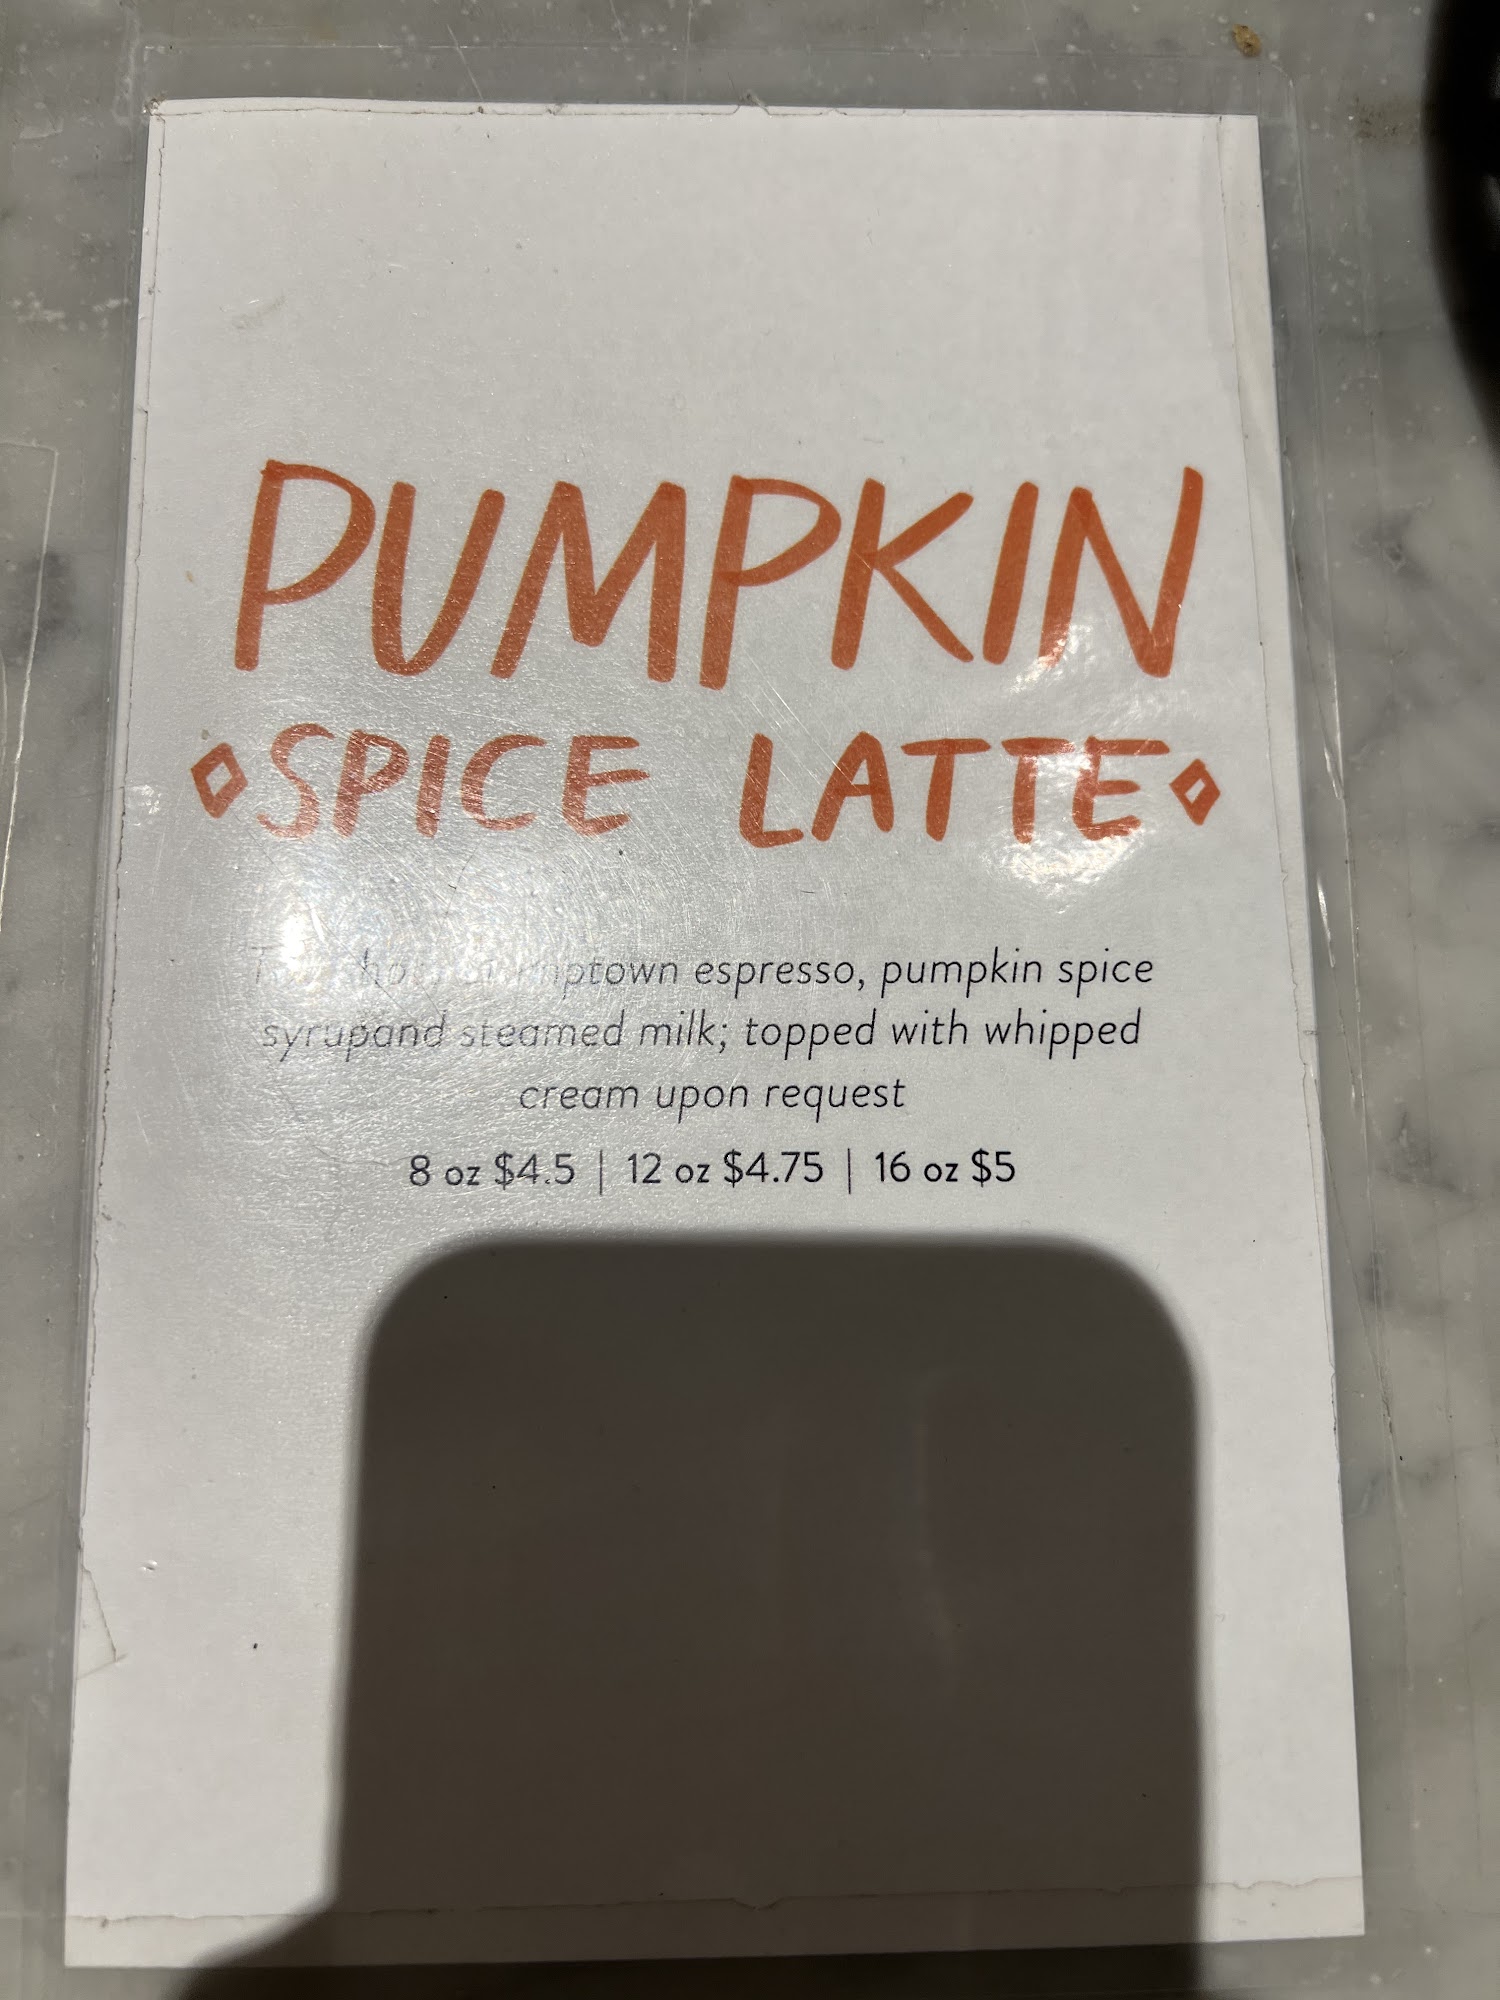 PUMPKIN
SPICE LATTE
espresso, pumpkin spice
syrupand steamed milk; topped with whipped
cream upon request
8 oz $4.5 | 12 oz $4.75 | 16 oz $5